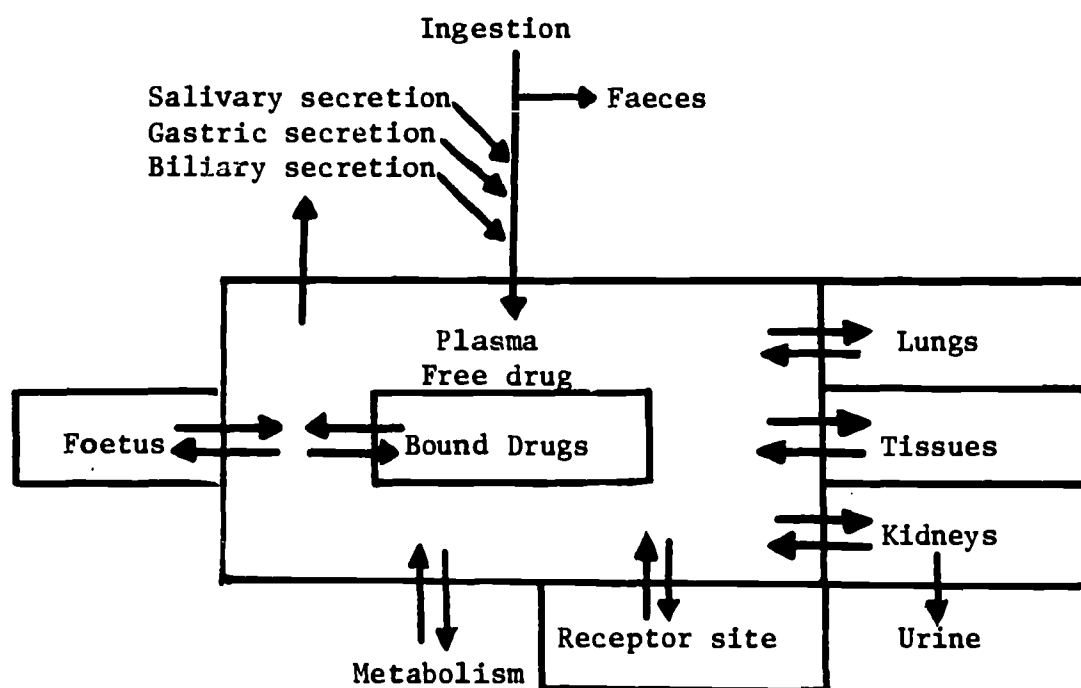 Ingestion
Salivary secretion
Faeces
Gastric secretion
Biliary secretion
Plasma
Free drug
Lungs
Foetus
Bound Drugs
Tissues
Kidneys
Receptor site
Urine
Metabolism